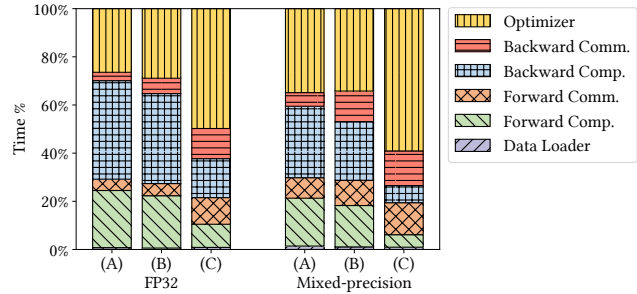 100%
80%
60%
40%
20%
0%
Time %
(A) (B) (C) (A) (B) (C)
FP32 Mixed-precision
Optimizer
Backward Comm.
Backward Comp.
Forward Comm.
Forward Comp.
Data Loader